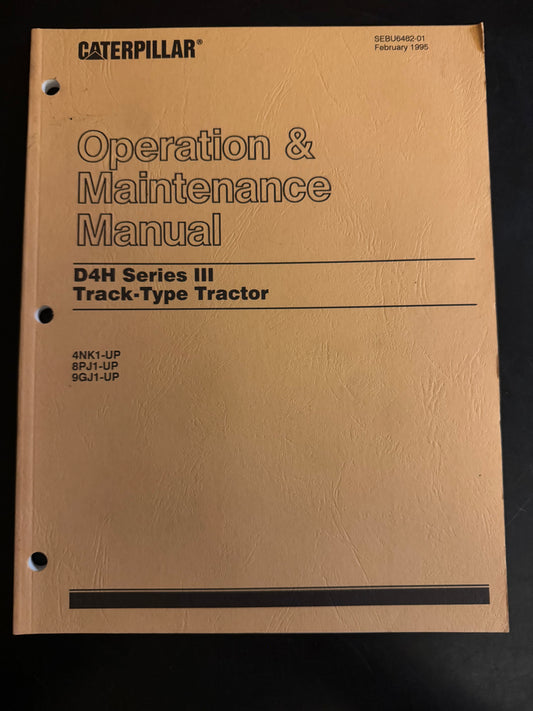 CATERPILLAR®
SEBU6482-01
February 1995
Operation &
Maintenance
Manual
D4H Series III
Track-Type Tractor
4NK1-UP
8PJ1-UP
9GJ1-UP